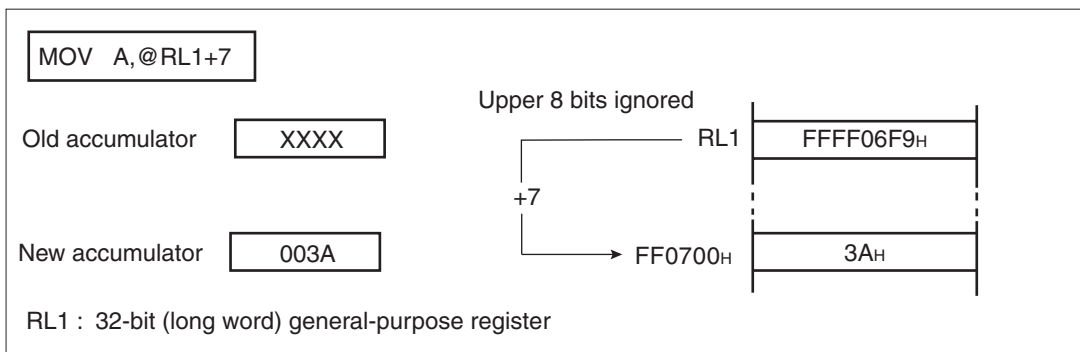 MOV A,@RL1+7
Upper 8 bits ignored
Old accumulator XXXX RL1 FFFF06F9H
+7
New accumulator 003A FF0700H 3AH
RL1 : 32-bit (long word) general-purpose register